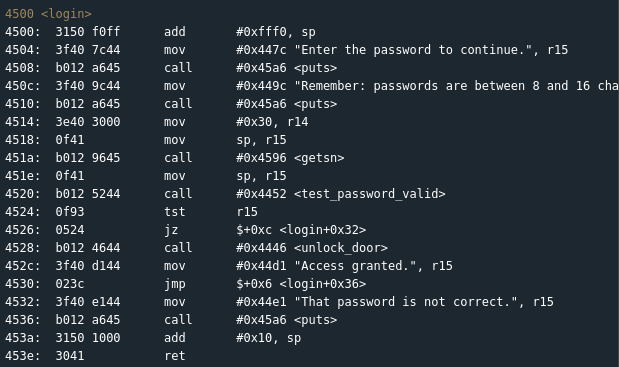 4500 <login>
4500: 3150 f0ff add #0xfff0, sp
4504: 3f40 7c44 mov #0x447c "Enter the password to continue.", r15
4508: b012 a645 call #0x45a6 <puts>
450c: 3f40 9c44 mov #0x449c "Remember: passwords are between 8 and 16 cha
4510: b012 a645 call #0x45a6 <puts>
4514: 3e40 3000 mov #0x30, r14
4518: 0f41 mov sp, r15
451a: b012 9645 call #0x4596 <getsn>
451e: 0f41 mov sp, r15
4520: b012 5244 call #0x4452 <test_password_valid>
4524: 0f93 tst r15
4526: 0524 jz $+0xc <login+0x32>
4528: b012 4644 call #0x4446 <unlock_door>
452c: 3f40 d144 mov #0x44d1 "Access granted.", r15
4530: 023c jmp $+0x6 <login+0x36>
4532: 3f40 e144 mov #0x44e1 "That password is not correct.", r15
4536: b012 a645 call #0x45a6 <puts>
453a: 3150 1000 add #0x10, sp
453e: 3041 ret